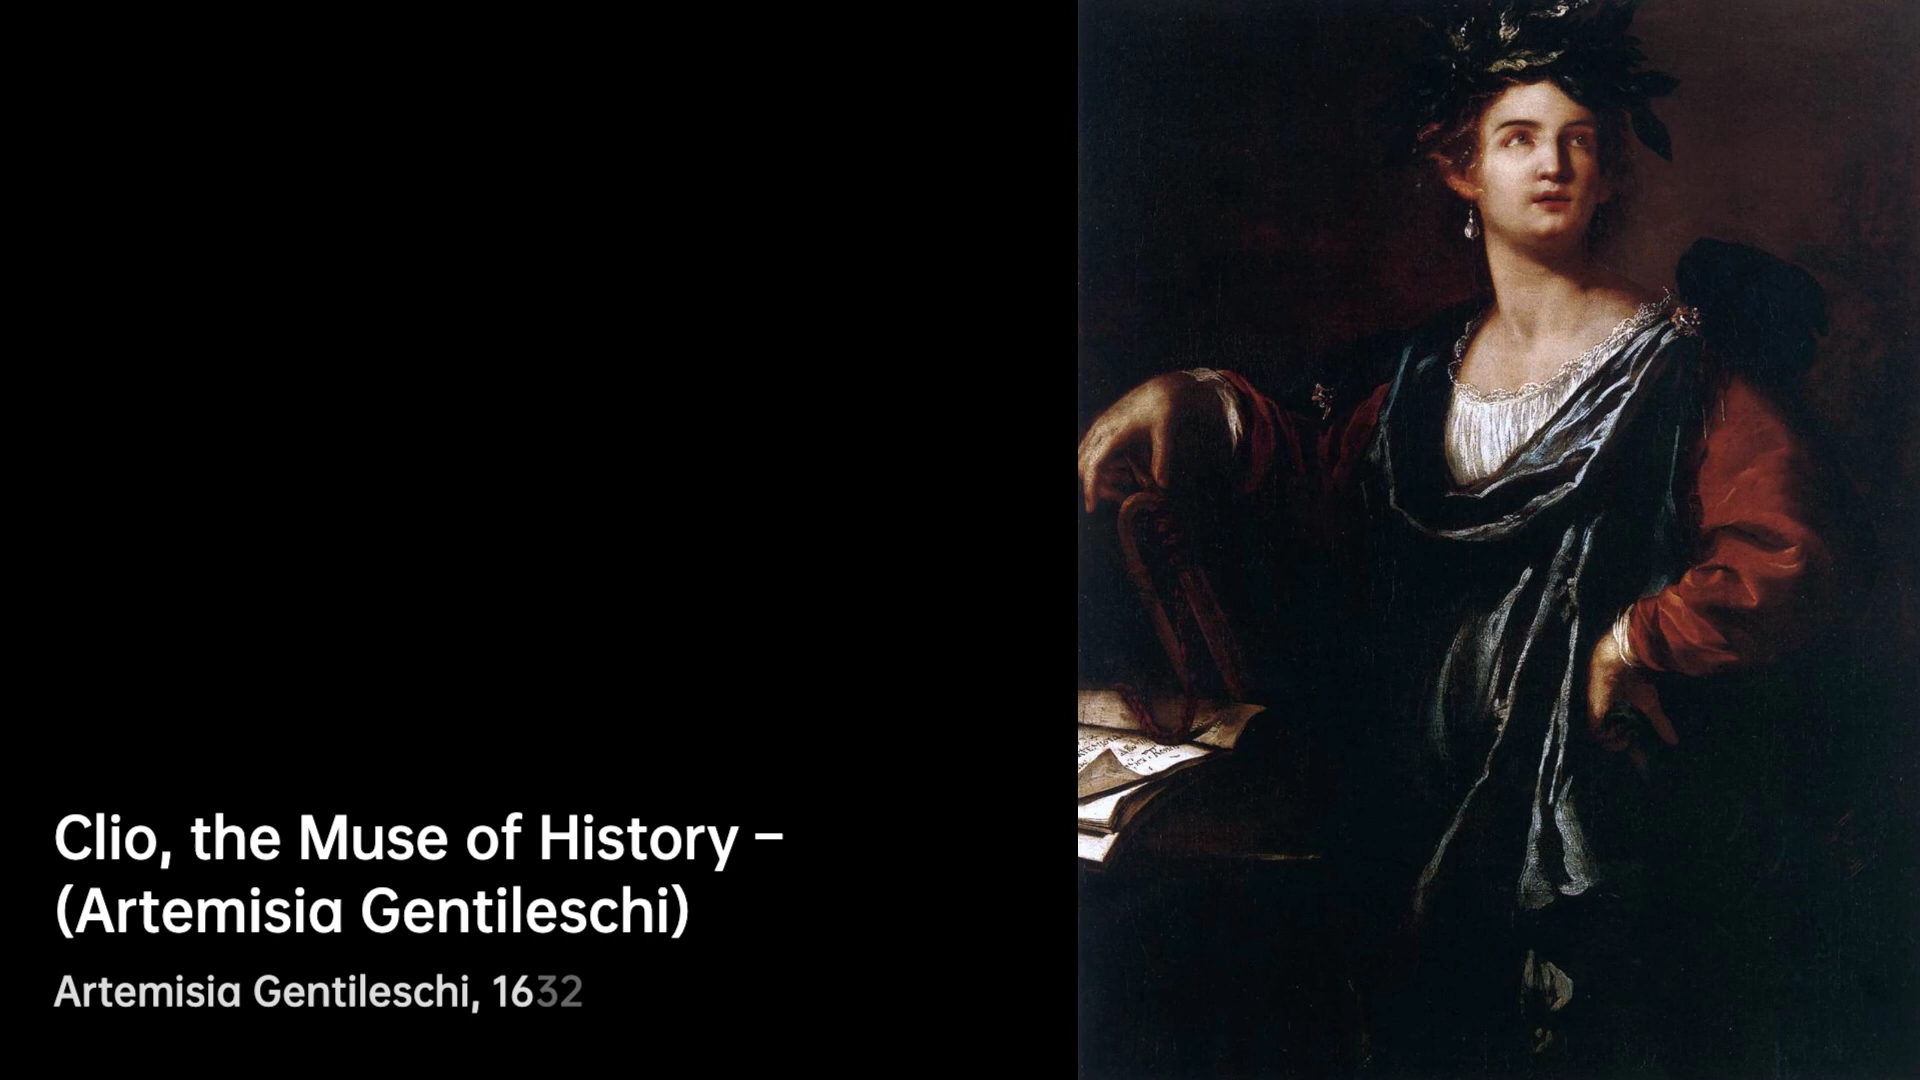 Clio, the Muse of History –
(Artemisia Gentileschi)
Artemisia Gentileschi, 1632